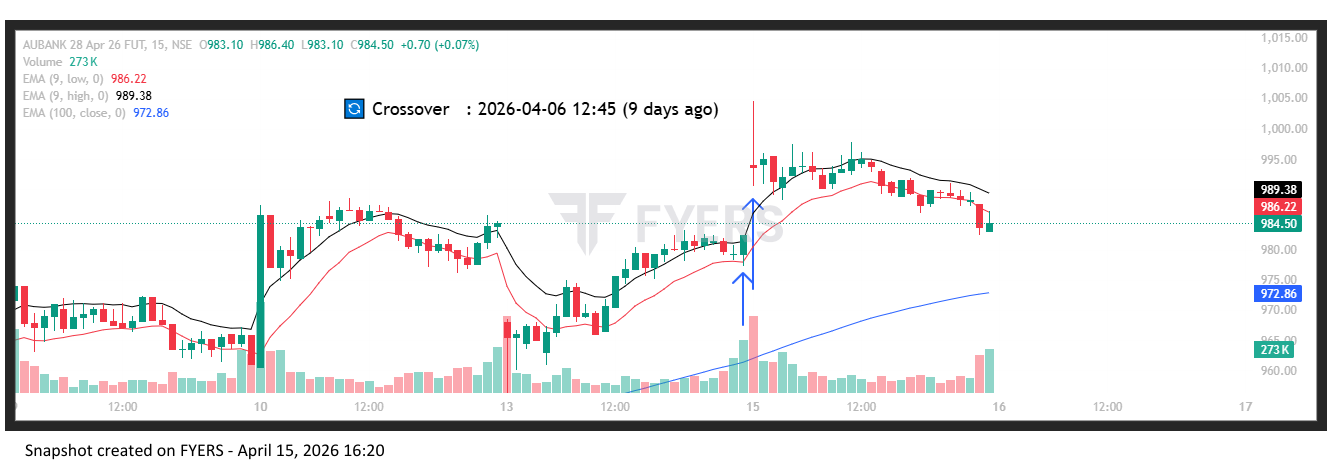 AUBANK 28 Apr 26 FUT, 15, NSE O983.10 H986.40 L983.10 C984.50 +0.70 (+0.07%)
Volume 273 K
EMA (9, low, 0) 986.22
EMA (9, high, 0) 989.38
EMA (100, close, 0) 972.86
Crossover : 2026-04-06 12:45 (9 days ago)
FYERS
1,015.00
1,010.00
1,005.00
1,000.00
995.00
989.38
986.22
984.50
980.00
975.00
972.86
970.00
965.00
273 K
960.00
12:00 10 12:00 13 12:00 15 12:00 16 12:00 17
Snapshot created on FYERS - April 15, 2026 16:20